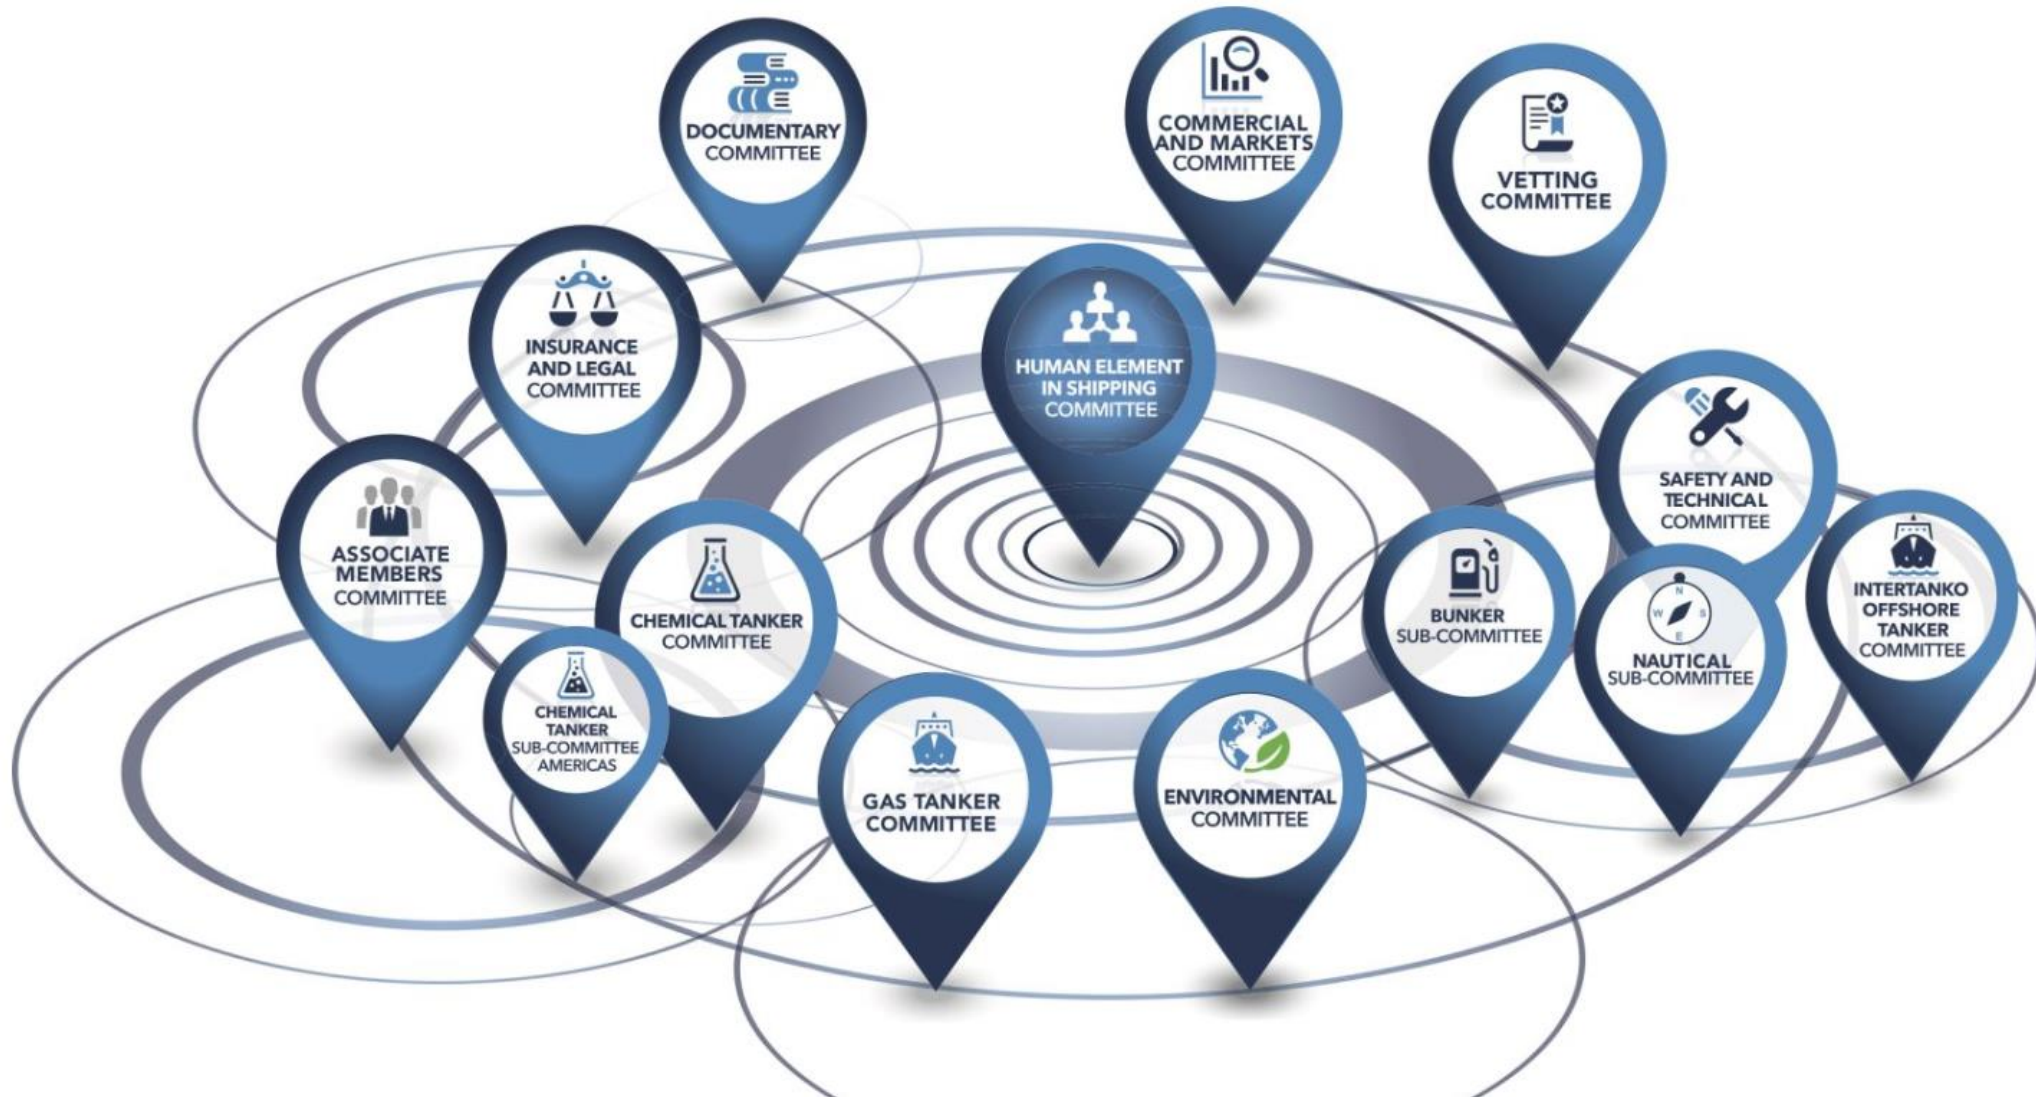 DOCUMENTARY
COMMITTEE
COMMERCIAL
AND MARKETS
COMMITTEE
VETTING
COMMITTEE
INSURANCE
AND LEGAL
COMMITTEE
HUMAN ELEMENT
IN SHIPPING
COMMITTEE
SAFETY AND
TECHNICAL
COMMITTEE
ASSOCIATE
MEMBERS
COMMITTEE
CHEMICAL TANKER
COMMITTEE
BUNKER
SUB-COMMITTEE
N
W S
E
NAUTICAL
SUB-COMMITTEE
INTERTANKO
OFFSHORE
TANKER
COMMITTEE
CHEMICAL
TANKER
SUB-COMMITTEE
AMERICAS
GAS TANKER
COMMITTEE
ENVIRONMENTAL
COMMITTEE